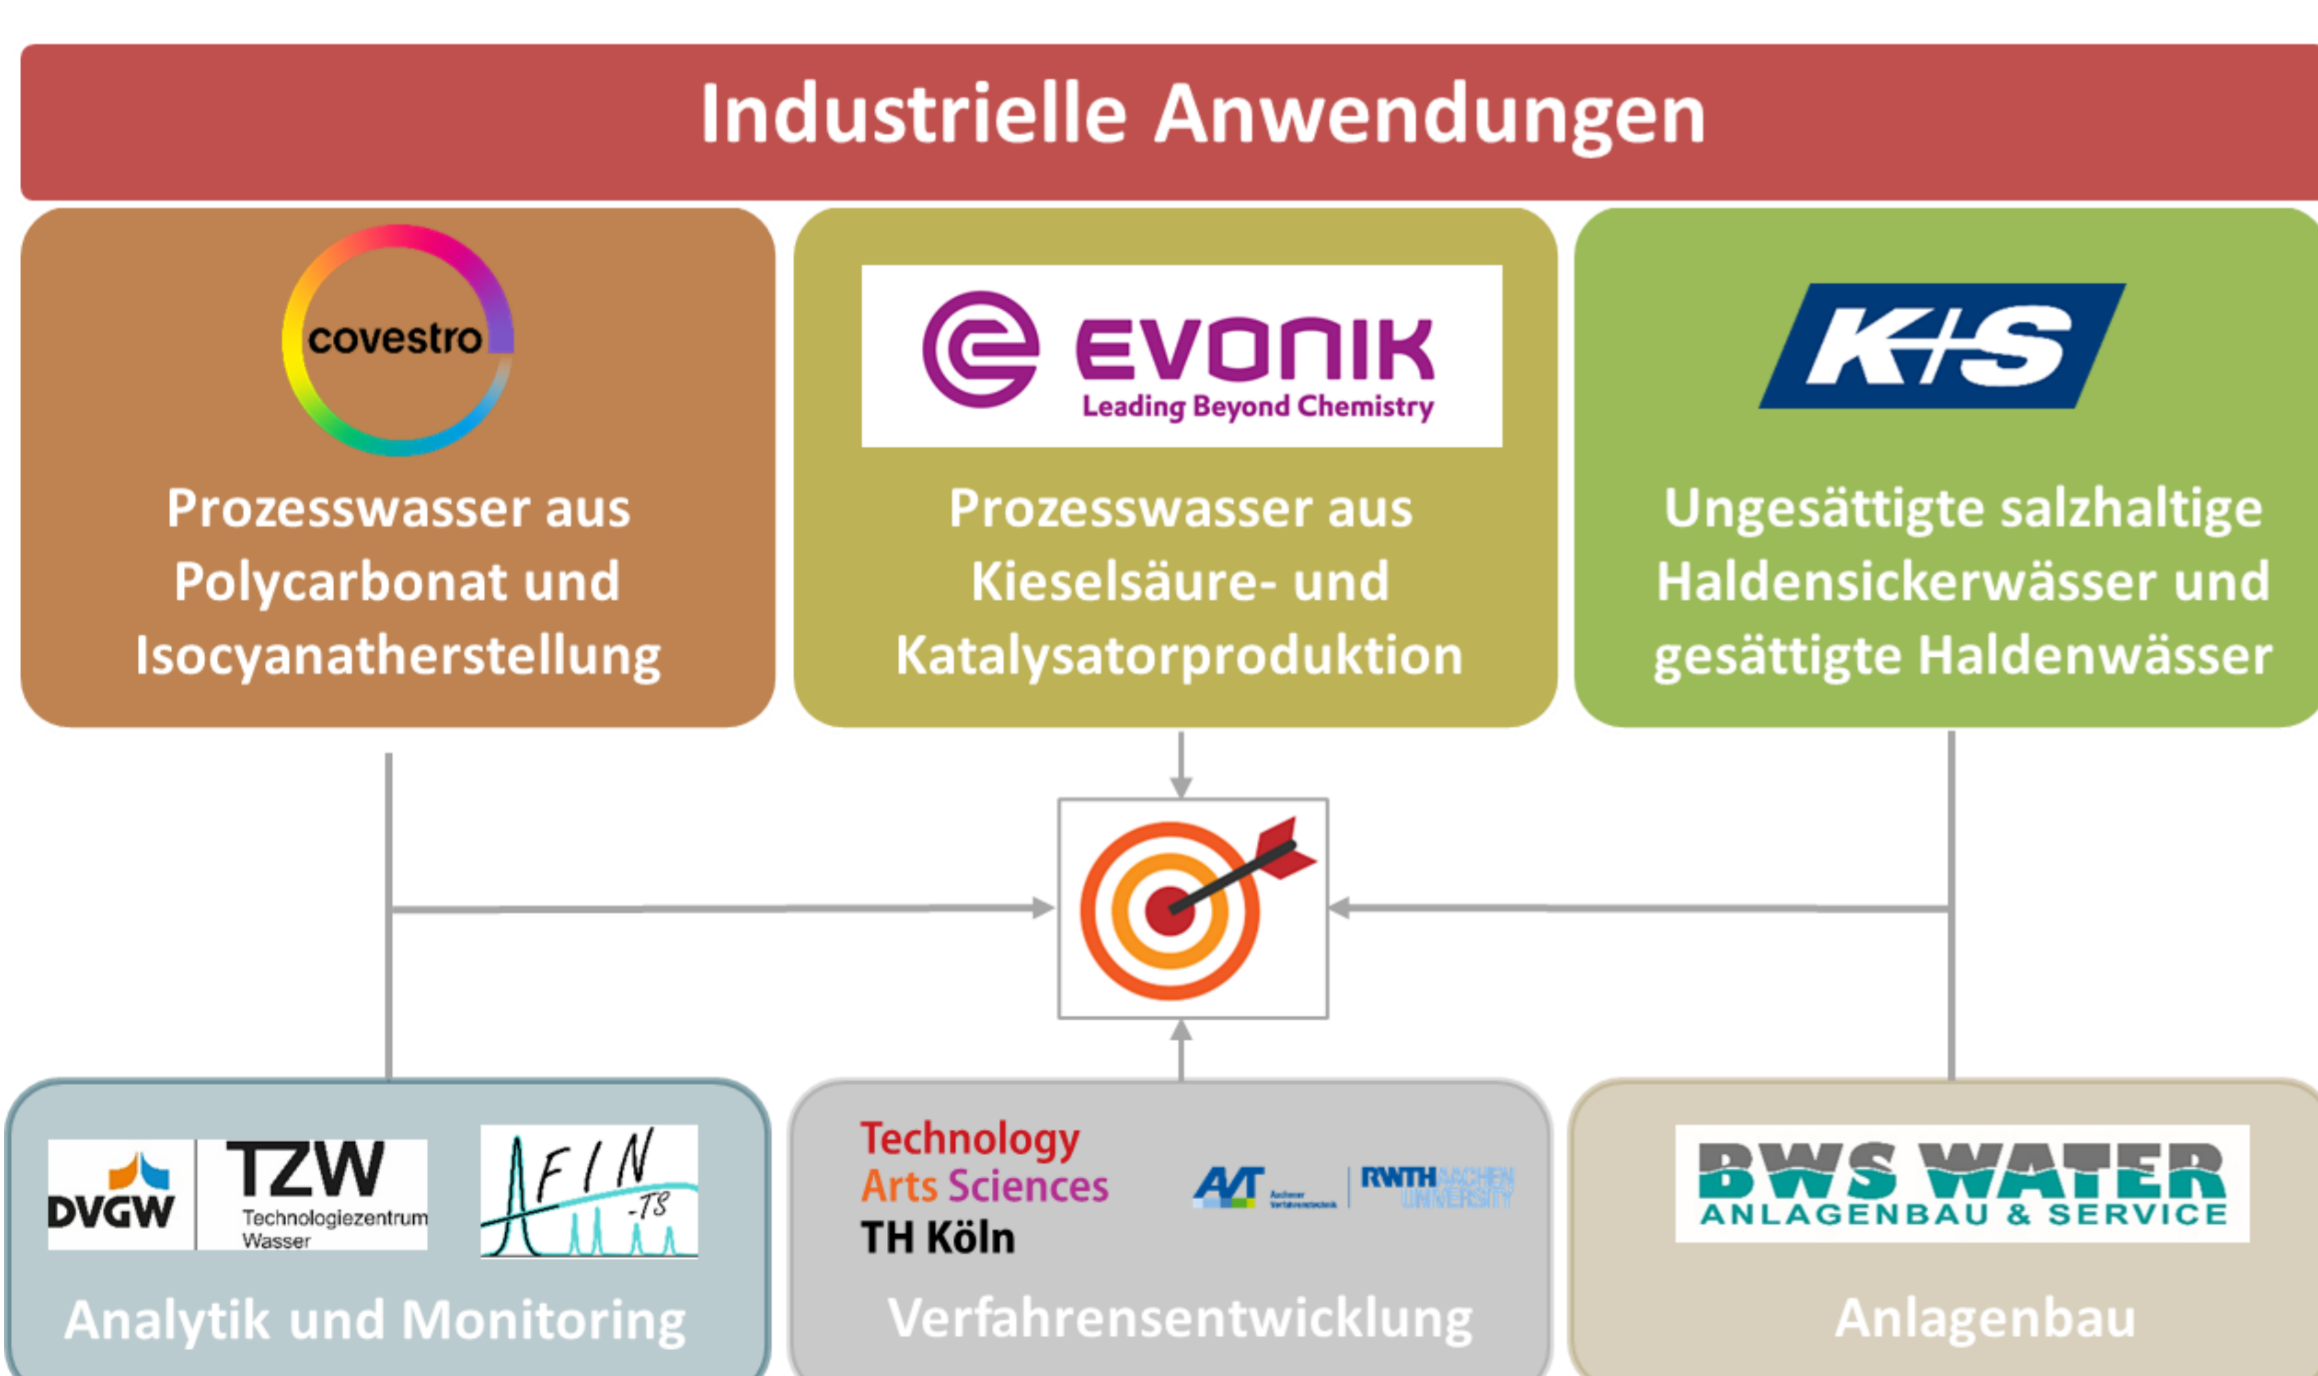 Industrielle Anwendungen
covestro
Prozesswasser aus
Polycarbonat und
Isocyanatherstellung
EVONIK
Leading Beyond Chemistry
Prozesswasser aus
Kieselsäure- und
Katalysatorproduktion
K+S
Ungesättigte salzhaltige
Haldensickerwässer und
gesättigte Haldenwässer
DVGW
TZW
Technologiezentrum
Wasser
AFIN
-TS
Analytik und Monitoring
Technology
Arts Sciences
TH Köln
AVT
Aachener
Verfahrenstechnik
RWTH AACHEN
UNIVERSITY
Verfahrensentwicklung
BWS WATER
ANLAGENBAU & SERVICE
Anlagenbau